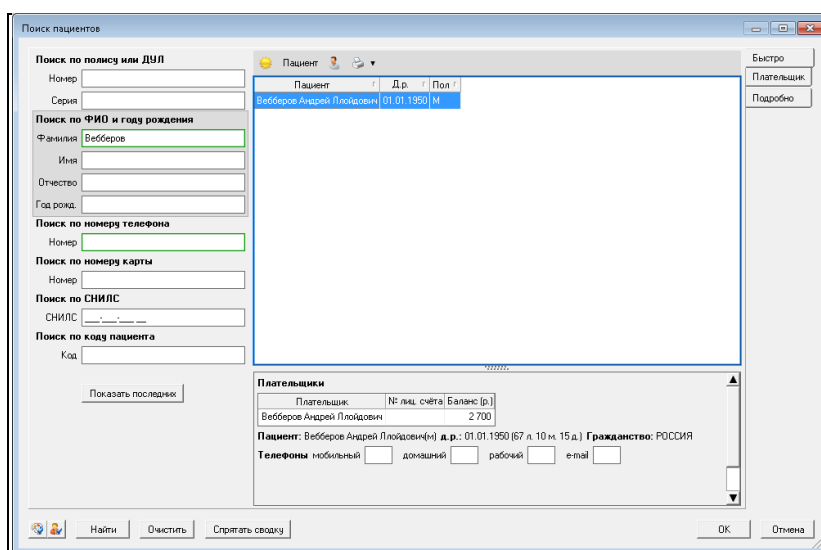 Поиск пациентов
Поиск по полису или ДУЛ
Номер
Серия
Поиск по ФИО и году рождения
Фамилия Вебберов
Имя
Отчество
Год рожд.
Поиск по номеру телефона
Номер
Поиск по номеру карты
Номер
Поиск по СНИЛС
СНИЛС ___-___-___ __
Поиск по коду пациента
Код
Показать последних
Пациент
Пациент Д.р. Пол
Вебберов Андрей Ллойдович 01.01.1950 М
Плательщики
Плательщик № лиц. счёта Баланс (р.)
Вебберов Андрей Ллойдович 2 700
Пациент: Вебберов Андрей Ллойдович(м) д.р.: 01.01.1950 (67 л. 10 м. 15 д.) Гражданство: РОССИЯ
Телефоны мобильный домашний рабочий e-mail
Быстро
Плательщик
Подробно
Найти Очистить Спрятать сводку OK Отмена